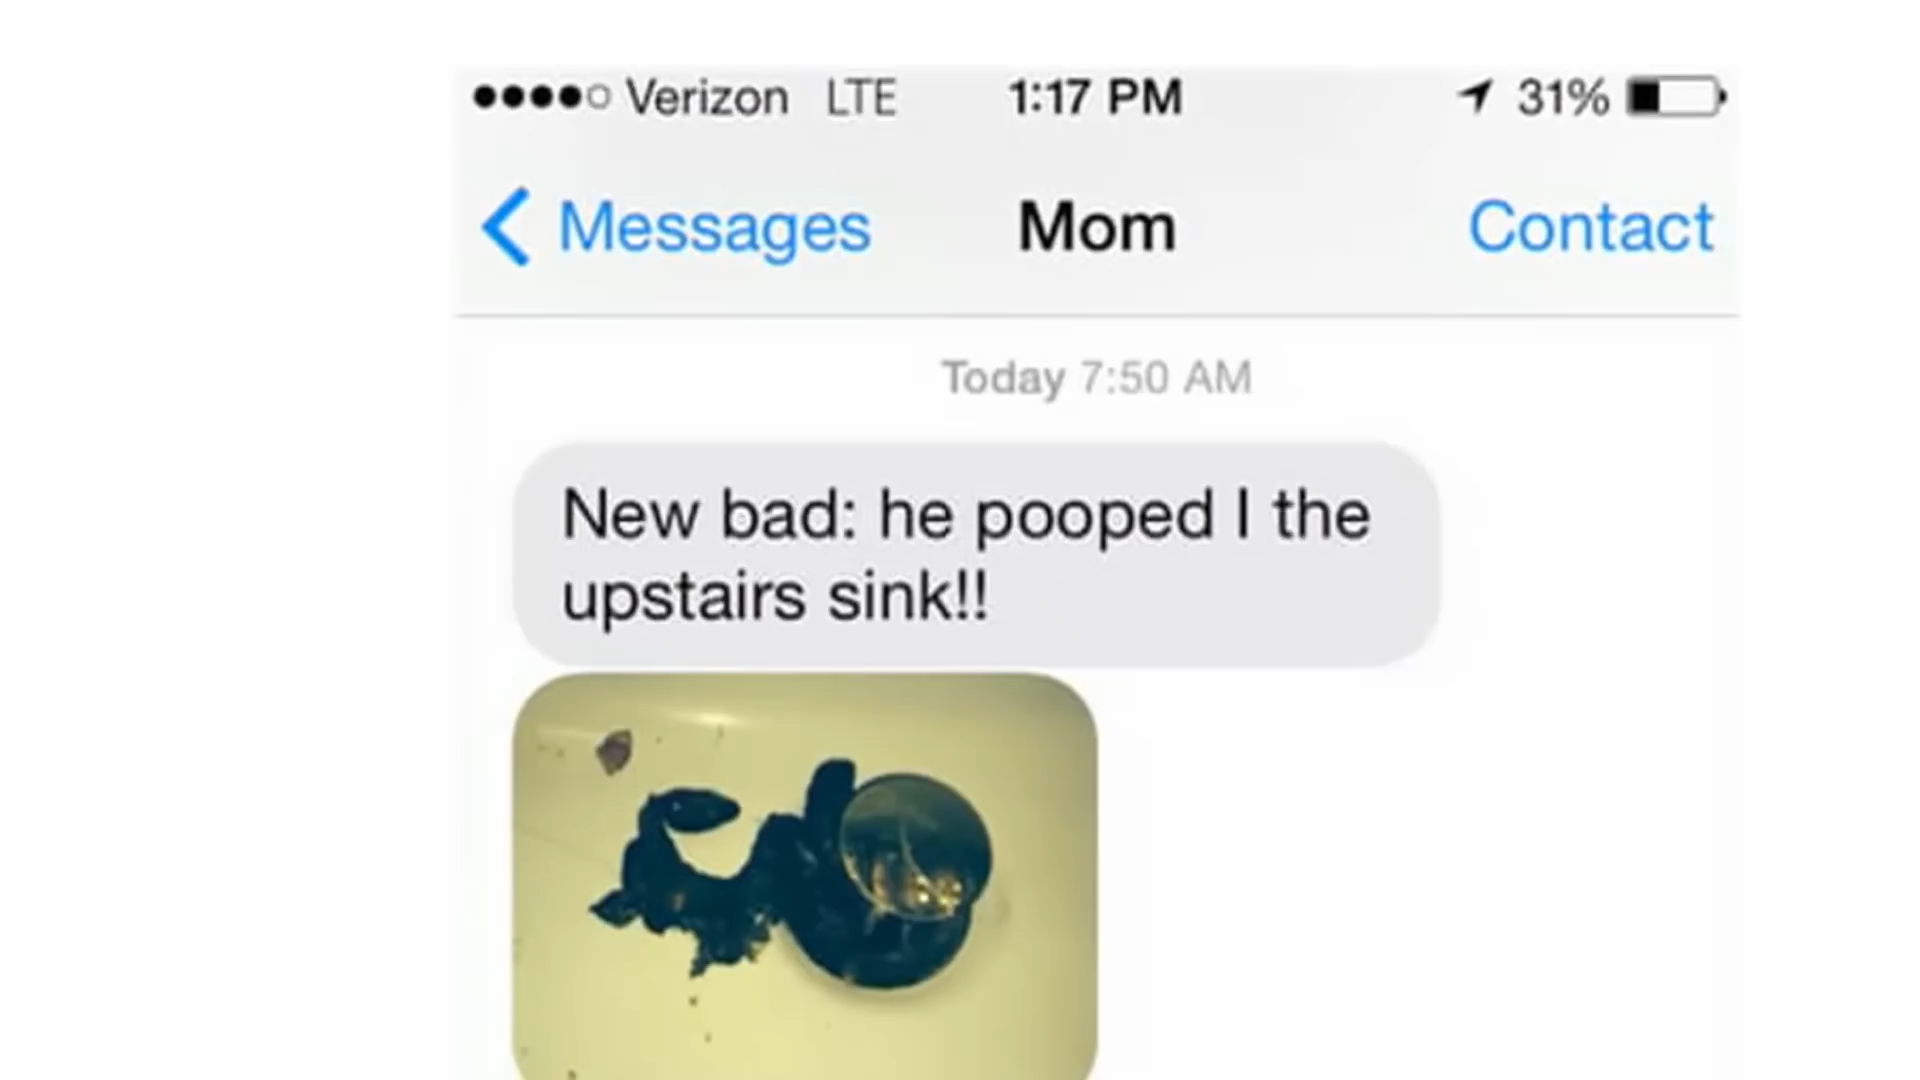 Verizon LTE 1:17 PM 31%
Messages Mom Contact
Today 7:50 AM
New bad: he pooped I the
upstairs sink!!